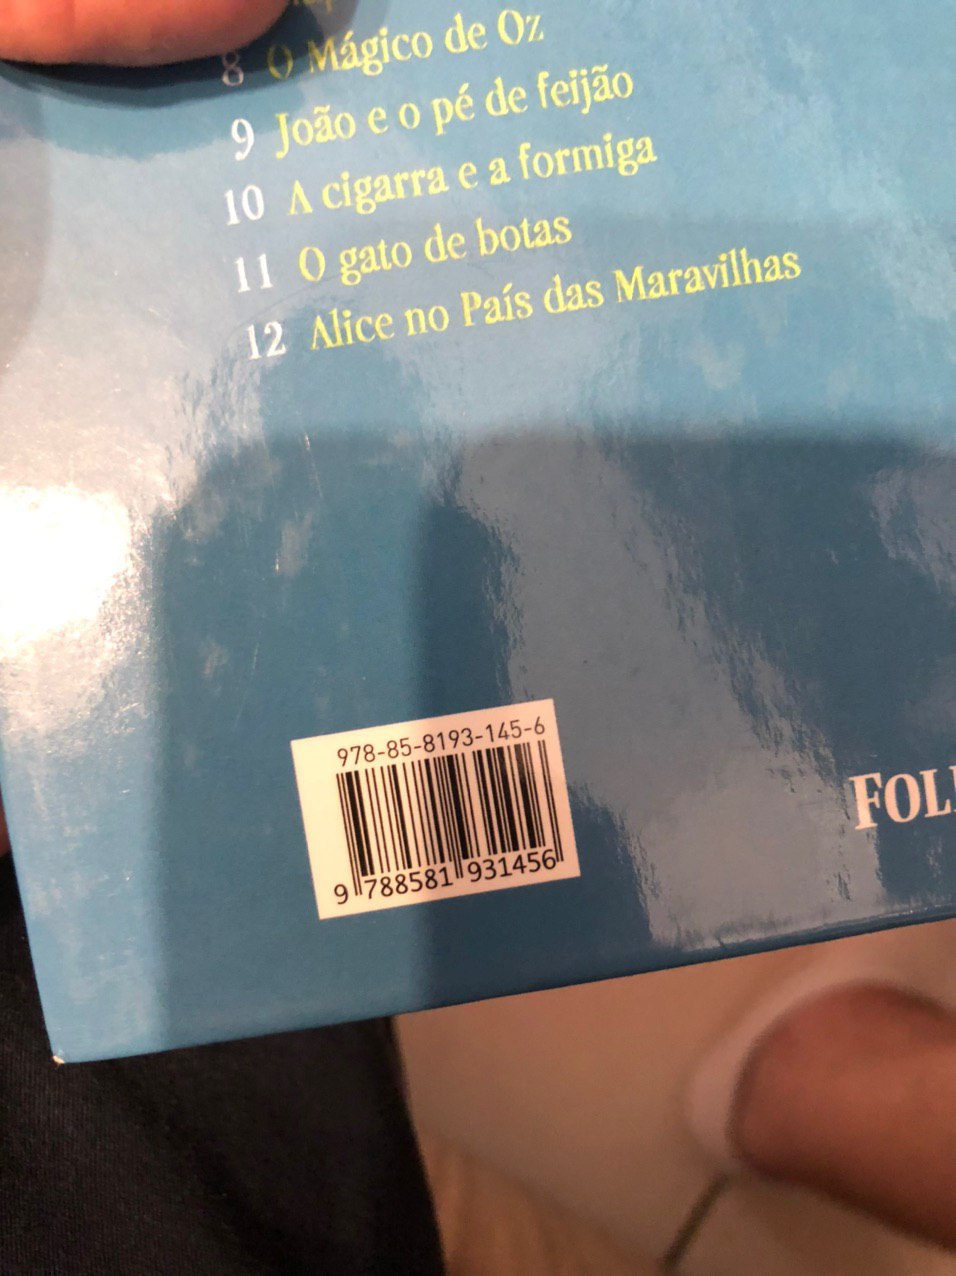 8 O Mágico de Oz
9 João e o pé de feijão
10 A cigarra e a formiga
11 O gato de botas
12 Alice no País das Maravilhas
978-85-8193-145-6
9 788581 931456